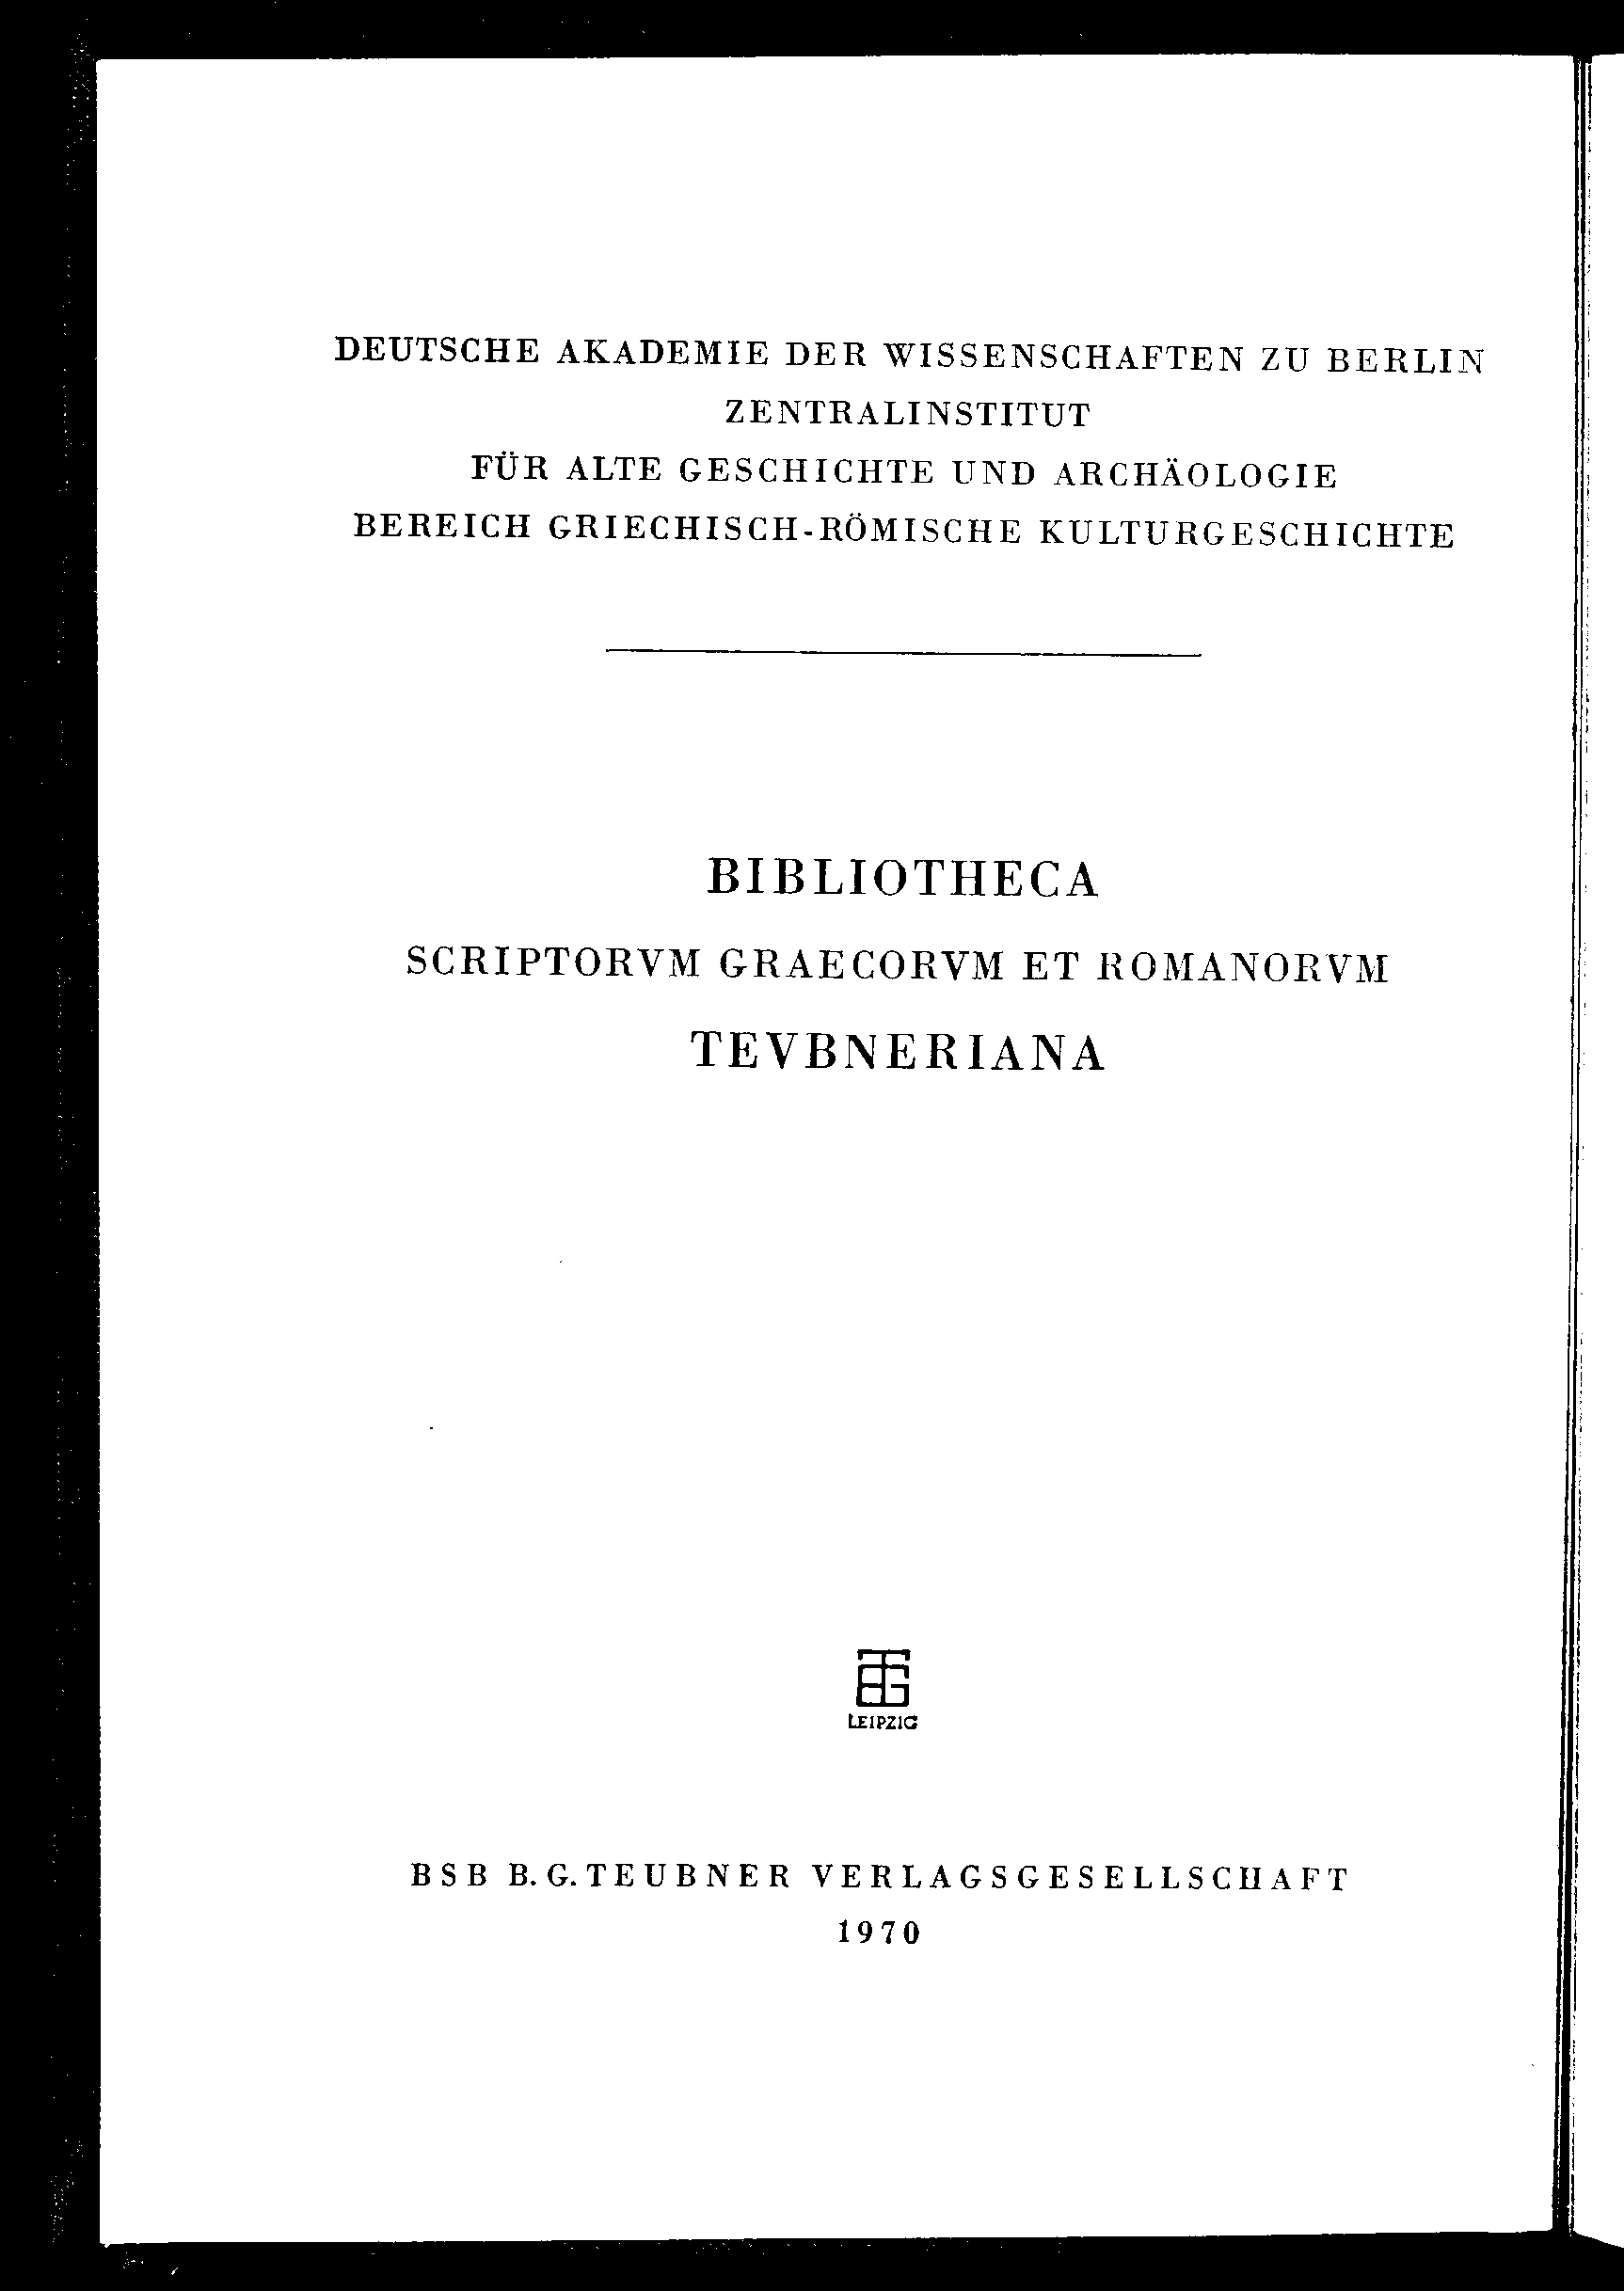 DEUTSCHE AKADEMIE DER WISSENSCHAFTEN ZU BERLIN
ZENTRALINSTITUT
FÜR ALTE GESCHICHTE UND ARCHÄOLOGIE
BEREICH GRIECHISCH-RÖMISCHE KULTURGESCHICHTE
BIBLIOTHECA
SCRIPTORVM GRAECORVM ET ROMANORVM
TEVBNERIANA
LEIPZIG
BSB B.G.TEUBNER VERLAGSGESELLSCHAFT
1970